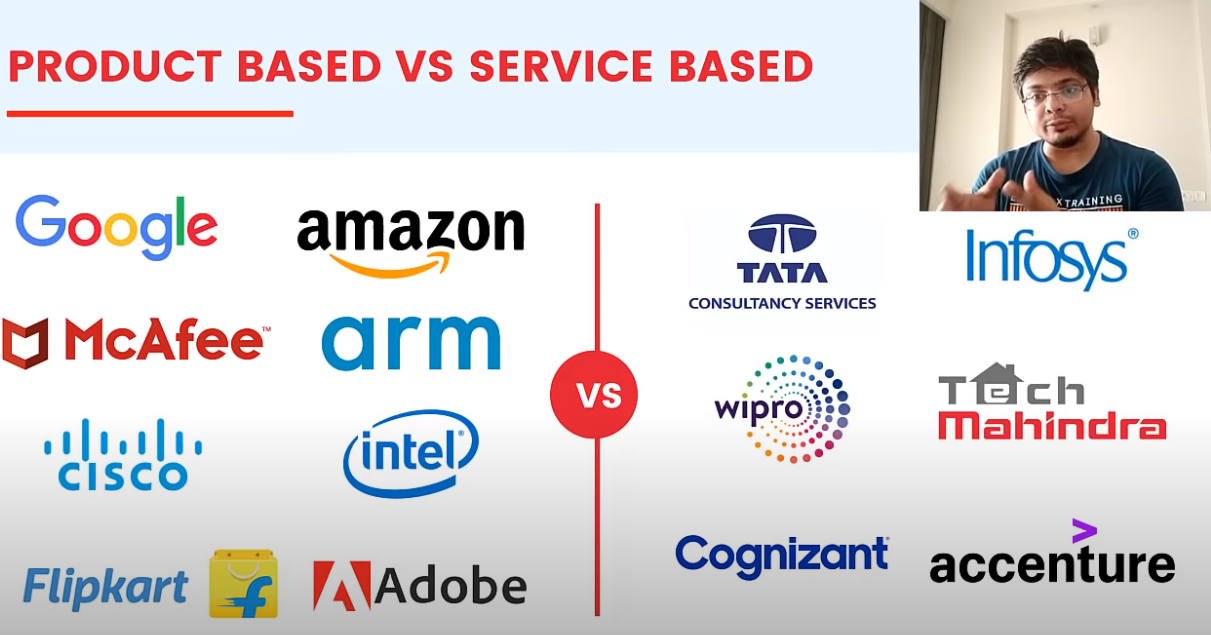 PRODUCT BASED VS SERVICE BASED
Google
amazon
McAfee™
arm
CISCO
intel®
Flipkart
f
Adobe
VS
TATA
CONSULTANCY SERVICES
Infosys®
wipro
Tech
Mahindra
Cognizant
accenture
X TRAINING